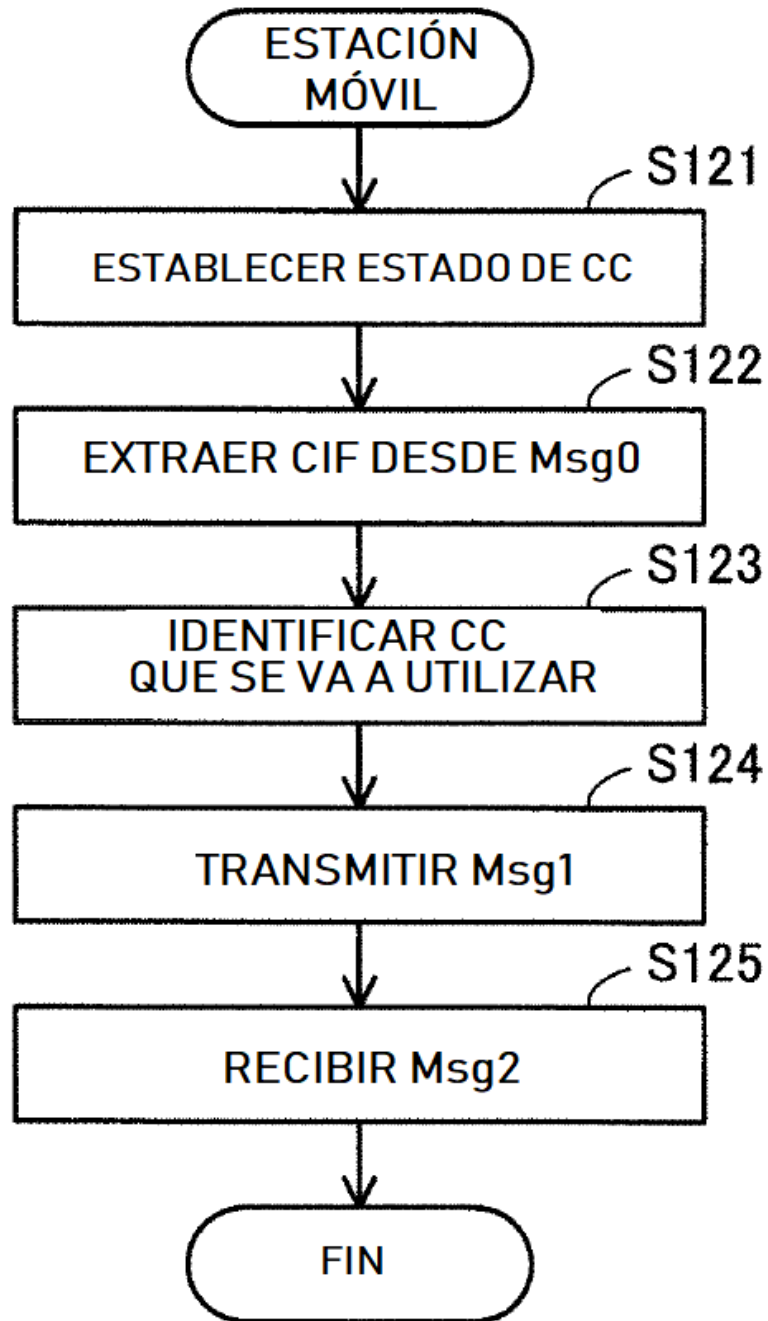 ESTACIÓN
MÓVIL
S121
ESTABLECER ESTADO DE CC
S122
EXTRAER CIF DESDE Msg0
S123
IDENTIFICAR CC
QUE SE VA A UTILIZAR
S124
TRANSMITIR Msg1
S125
RECIBIR Msg2
FIN